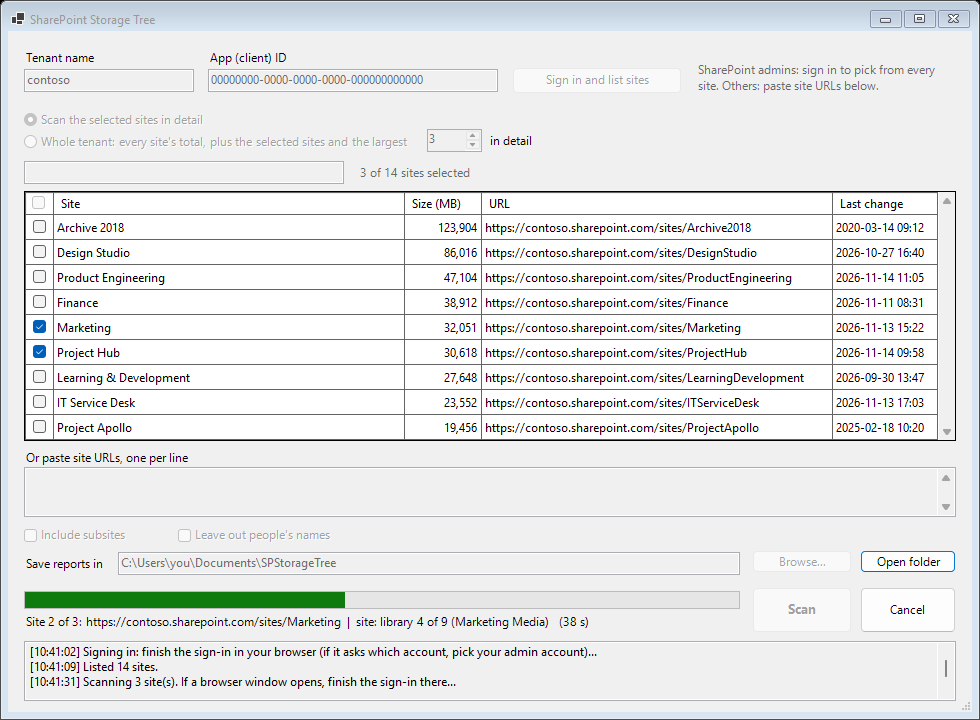 SharePoint Storage Tree
Tenant name
App (client) ID
contoso
00000000-0000-0000-0000-000000000000
Sign in and list sites
SharePoint admins: sign in to pick from every
site. Others: paste site URLs below.
Scan the selected sites in detail
Whole tenant: every site's total, plus the selected sites and the largest 3 in detail
3 of 14 sites selected
Site Size (MB) URL Last change
Archive 2018 123,904 https://contoso.sharepoint.com/sites/Archive2018 2020-03-14 09:12
Design Studio 86,016 https://contoso.sharepoint.com/sites/DesignStudio 2026-10-27 16:40
Product Engineering 47,104 https://contoso.sharepoint.com/sites/ProductEngineering 2026-11-14 11:05
Finance 38,912 https://contoso.sharepoint.com/sites/Finance 2026-11-11 08:31
Marketing 32,051 https://contoso.sharepoint.com/sites/Marketing 2026-11-13 15:22
Project Hub 30,618 https://contoso.sharepoint.com/sites/ProjectHub 2026-11-14 09:58
Learning & Development 27,648 https://contoso.sharepoint.com/sites/LearningDevelopment 2026-09-30 13:47
IT Service Desk 23,552 https://contoso.sharepoint.com/sites/ITServiceDesk 2026-11-13 17:03
Project Apollo 19,456 https://contoso.sharepoint.com/sites/ProjectApollo 2025-02-18 10:20
Or paste site URLs, one per line
Include subsites
Leave out people's names
Save reports in C:\Users\you\Documents\SPStorageTree Browse... Open folder
Scan
Cancel
Site 2 of 3: https://contoso.sharepoint.com/sites/Marketing | site: library 4 of 9 (Marketing Media) (38 s)
[10:41:02] Signing in: finish the sign-in in your browser (if it asks which account, pick your admin account)...
[10:41:09] Listed 14 sites.
[10:41:31] Scanning 3 site(s). If a browser window opens, finish the sign-in there...